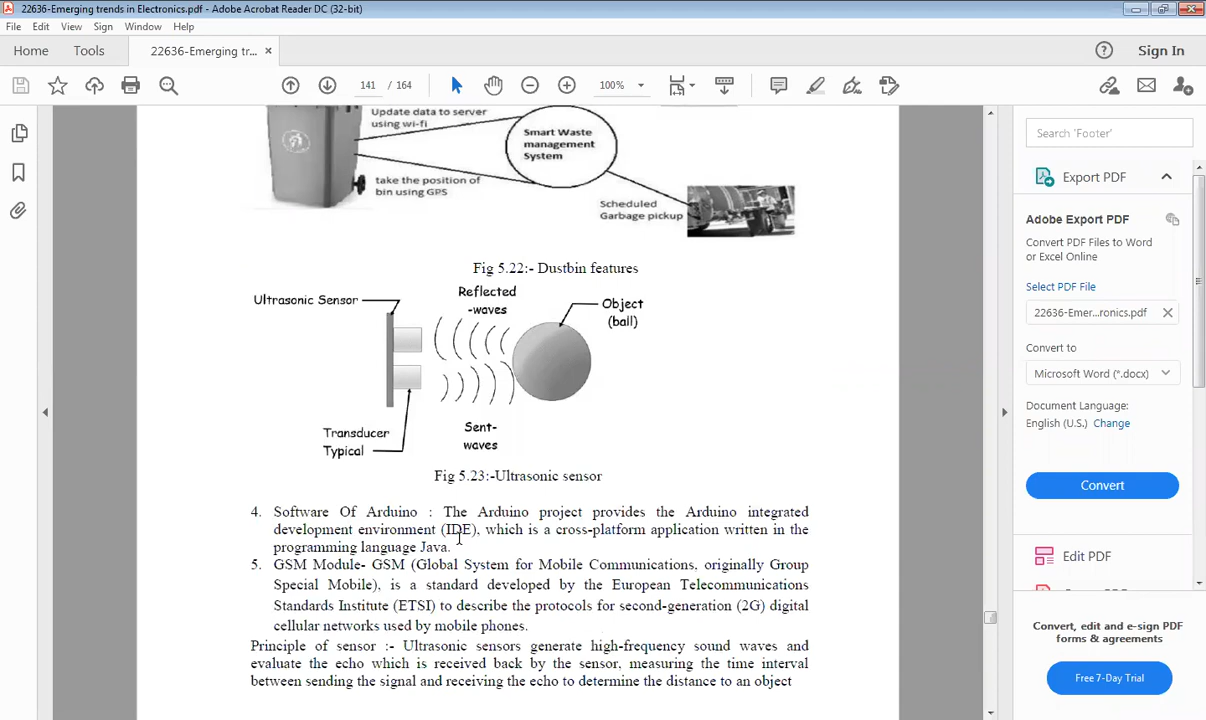 22636-Emerging trends in Electronics.pdf - Adobe Acrobat Reader DC (32-bit)
File Edit View Sign Window Help
Home Tools 22636-Emerging tr... × Sign In
141 / 164 100%
Update data to server
using wi-fi
Smart Waste
management
System
take the position of
bin using GPS
Scheduled
Garbage pickup
Fig 5.22:- Dustbin features
Ultrasonic Sensor
Reflected
-waves
Object
(ball)
Transducer
Typical
Sent-
waves
Fig 5.23:-Ultrasonic sensor
4. Software Of Arduino : The Arduino project provides the Arduino integrated
development environment (IDE), which is a cross-platform application written in the
programming language Java.
5. GSM Module- GSM (Global System for Mobile Communications, originally Group
Special Mobile), is a standard developed by the European Telecommunications
Standards Institute (ETSI) to describe the protocols for second-generation (2G) digital
cellular networks used by mobile phones.
Principle of sensor :- Ultrasonic sensors generate high-frequency sound waves and
evaluate the echo which is received back by the sensor, measuring the time interval
between sending the signal and receiving the echo to determine the distance to an object
Search 'Footer'
Export PDF
Adobe Export PDF
Convert PDF Files to Word
or Excel Online
Select PDF File
22636-Emer...ronics.pdf ×
Convert to
Microsoft Word (*.docx)
Document Language:
English (U.S.) Change
Convert
Edit PDF
Convert, edit and e-sign PDF
forms & agreements
Free 7-Day Trial